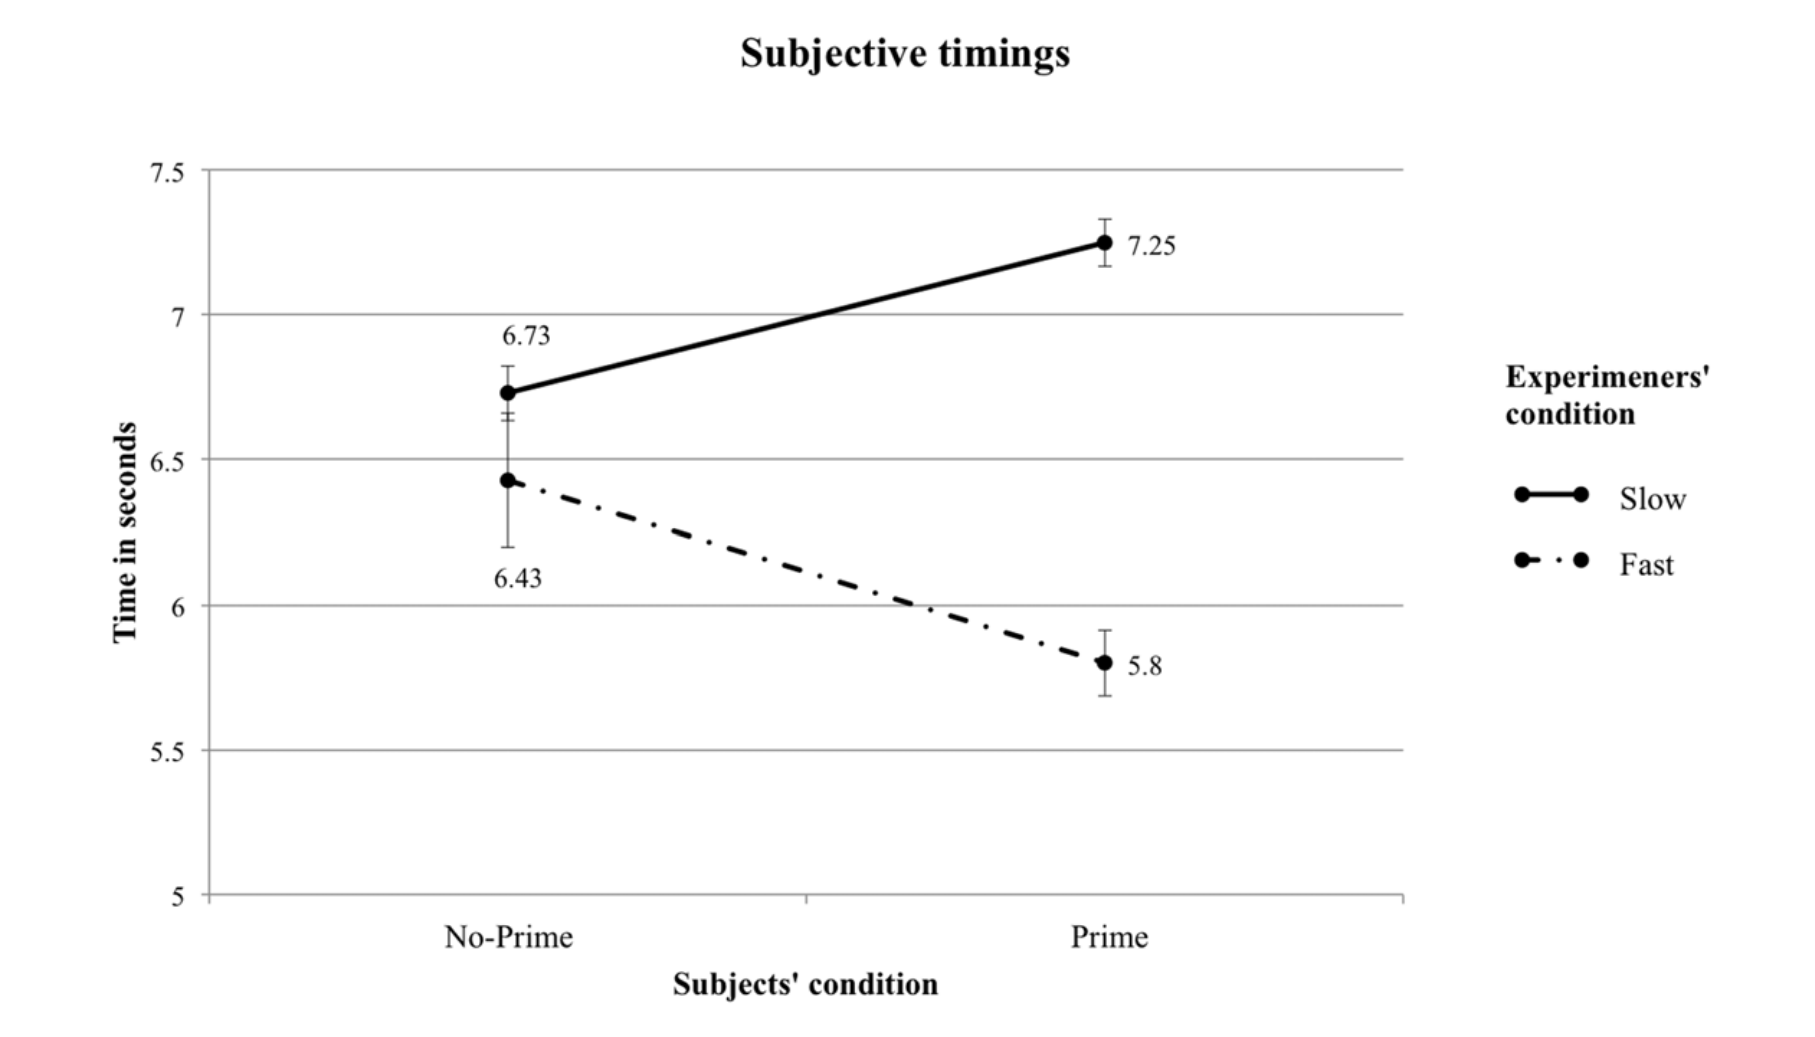 Subjective timings
7.5
7
6.5
6
5.5
5
Time in seconds
6.73
6.43
7.25
5.8
No-Prime
Prime
Subjects' condition
Experimeners'
condition
Slow
Fast